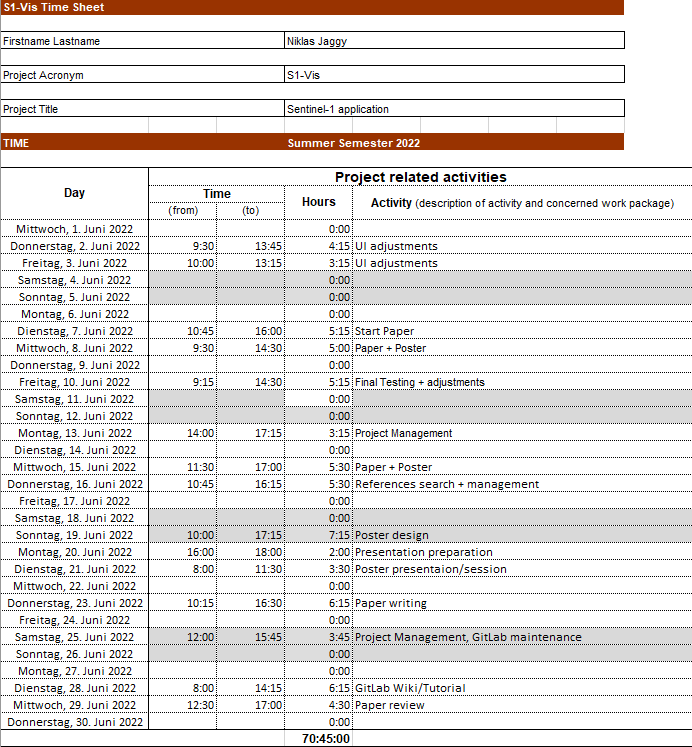 S1-Vis Time Sheet
Firstname Lastname Niklas Jaggy
Project Acronym S1-Vis
Project Title Sentinel-1 application
TIME Summer Semester 2022
Project related activities
Day Time Hours Activity (description of activity and concerned work package)
(from) (to)
Mittwoch, 1. Juni 2022 0:00
Donnerstag, 2. Juni 2022 9:30 13:45 4:15 UI adjustments
Freitag, 3. Juni 2022 10:00 13:15 3:15 UI adjustments
Samstag, 4. Juni 2022 0:00
Sonntag, 5. Juni 2022 0:00
Montag, 6. Juni 2022 0:00
Dienstag, 7. Juni 2022 10:45 16:00 5:15 Start Paper
Mittwoch, 8. Juni 2022 9:30 14:30 5:00 Paper + Poster
Donnerstag, 9. Juni 2022 0:00
Freitag, 10. Juni 2022 9:15 14:30 5:15 Final Testing + adjustments
Samstag, 11. Juni 2022 0:00
Sonntag, 12. Juni 2022 0:00
Montag, 13. Juni 2022 14:00 17:15 3:15 Project Management
Dienstag, 14. Juni 2022 0:00
Mittwoch, 15. Juni 2022 11:30 17:00 5:30 Paper + Poster
Donnerstag, 16. Juni 2022 10:45 16:15 5:30 References search + management
Freitag, 17. Juni 2022 0:00
Samstag, 18. Juni 2022 0:00
Sonntag, 19. Juni 2022 10:00 17:15 7:15 Poster design
Montag, 20. Juni 2022 16:00 18:00 2:00 Presentation preparation
Dienstag, 21. Juni 2022 8:00 11:30 3:30 Poster presentaion/session
Mittwoch, 22. Juni 2022 0:00
Donnerstag, 23. Juni 2022 10:15 16:30 6:15 Paper writing
Freitag, 24. Juni 2022 0:00
Samstag, 25. Juni 2022 12:00 15:45 3:45 Project Management, GitLab maintenance
Sonntag, 26. Juni 2022 0:00
Montag, 27. Juni 2022 0:00
Dienstag, 28. Juni 2022 8:00 14:15 6:15 GitLab Wiki/Tutorial
Mittwoch, 29. Juni 2022 12:30 17:00 4:30 Paper review
Donnerstag, 30. Juni 2022 0:00
70:45:00